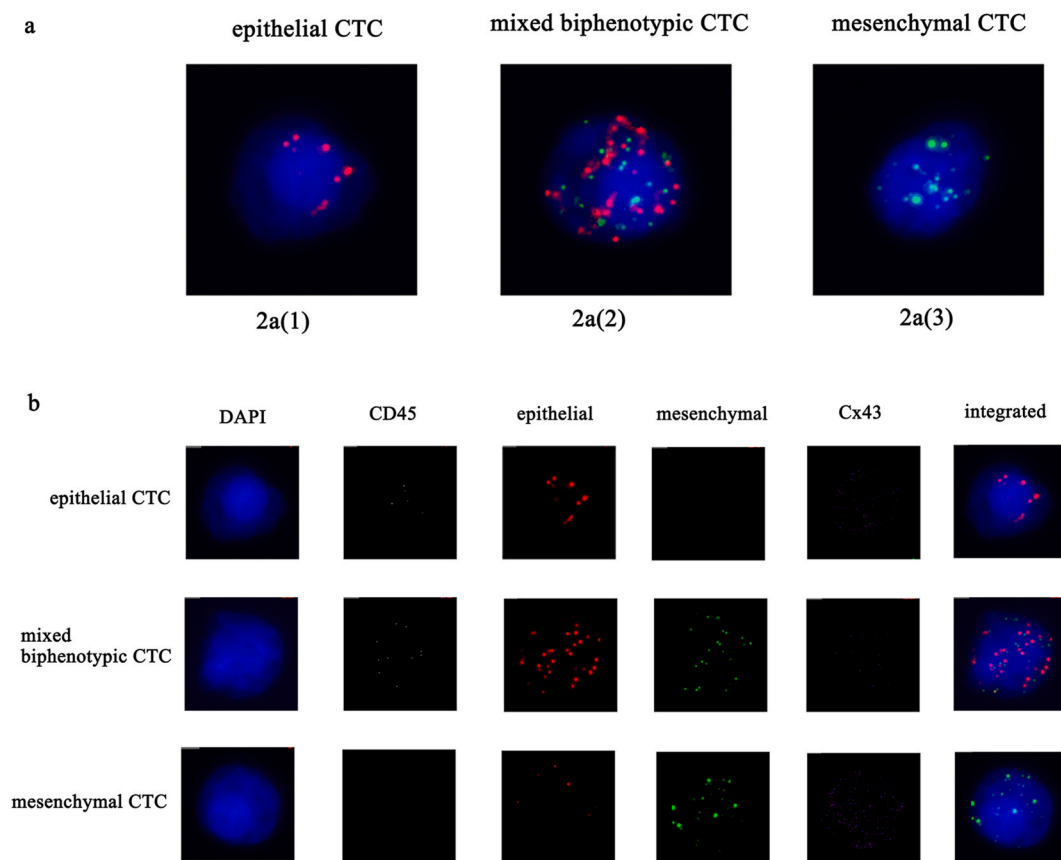 a
epithelial CTC
mixed biphenotypic CTC
mesenchymal CTC
2a(1)
2a(2)
2a(3)
b
DAPI
CD45
epithelial
mesenchymal
Cx43
integrated
epithelial CTC
mixed
biphenotypic CTC
mesenchymal CTC